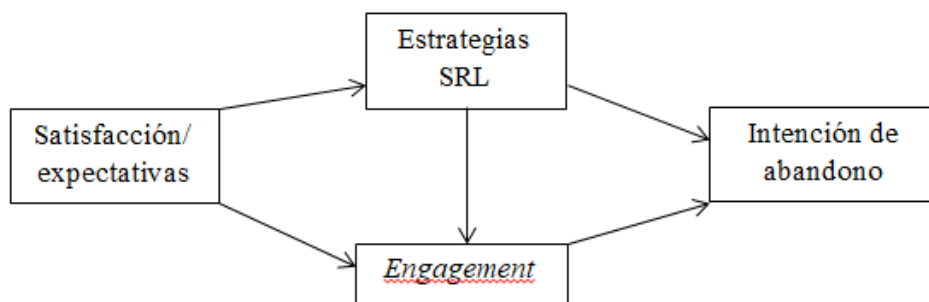 Estrategias
SRL
Satisfacción/
expectativas
Intención de
abandono
Engagement